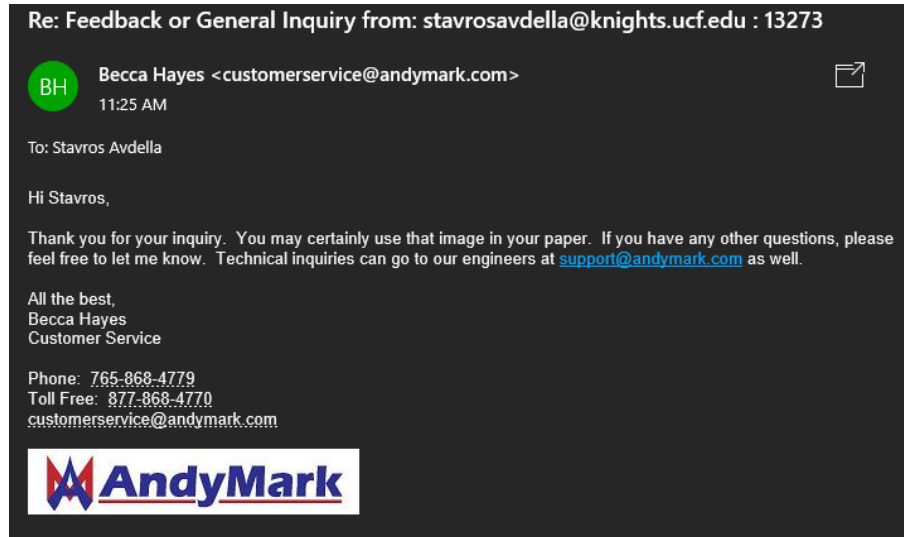 Re: Feedback or General Inquiry from: stavrosavdella@knights.ucf.edu : 13273
BH
Becca Hayes <customerservice@andymark.com>
11:25 AM
To: Stavros Avdella
Hi Stavros,
Thank you for your inquiry.  You may certainly use that image in your paper.  If you have any other questions, please
feel free to let me know.  Technical inquiries can go to our engineers at support@andymark.com as well.
All the best,
Becca Hayes
Customer Service
Phone:  765-868-4779
Toll Free:  877-868-4770
customerservice@andymark.com
AndyMark